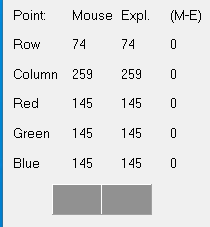 Point: Mouse Expl. (M-E)
Row 74 74 0
Column 259 259 0
Red 145 145 0
Green 145 145 0
Blue 145 145 0